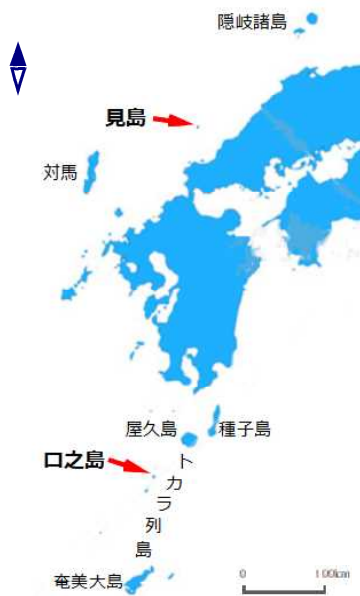 隠岐諸島
見島
対馬
屋久島
種子島
口之島
トカラ列島
奄美大島
0 100km